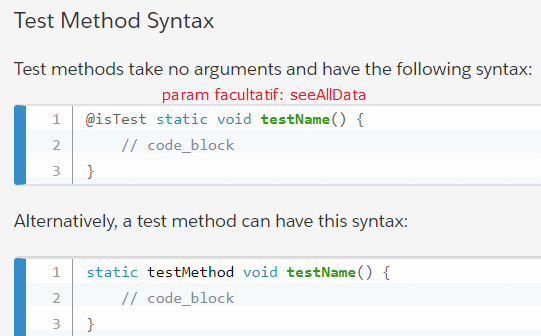 Test Method Syntax
Test methods take no arguments and have the following syntax:
param facultatif: seeAllData
1 @isTest static void testName() {
2     // code_block
3 }
Alternatively, a test method can have this syntax:
1 static testMethod void testName() {
2     // code_block
3 }